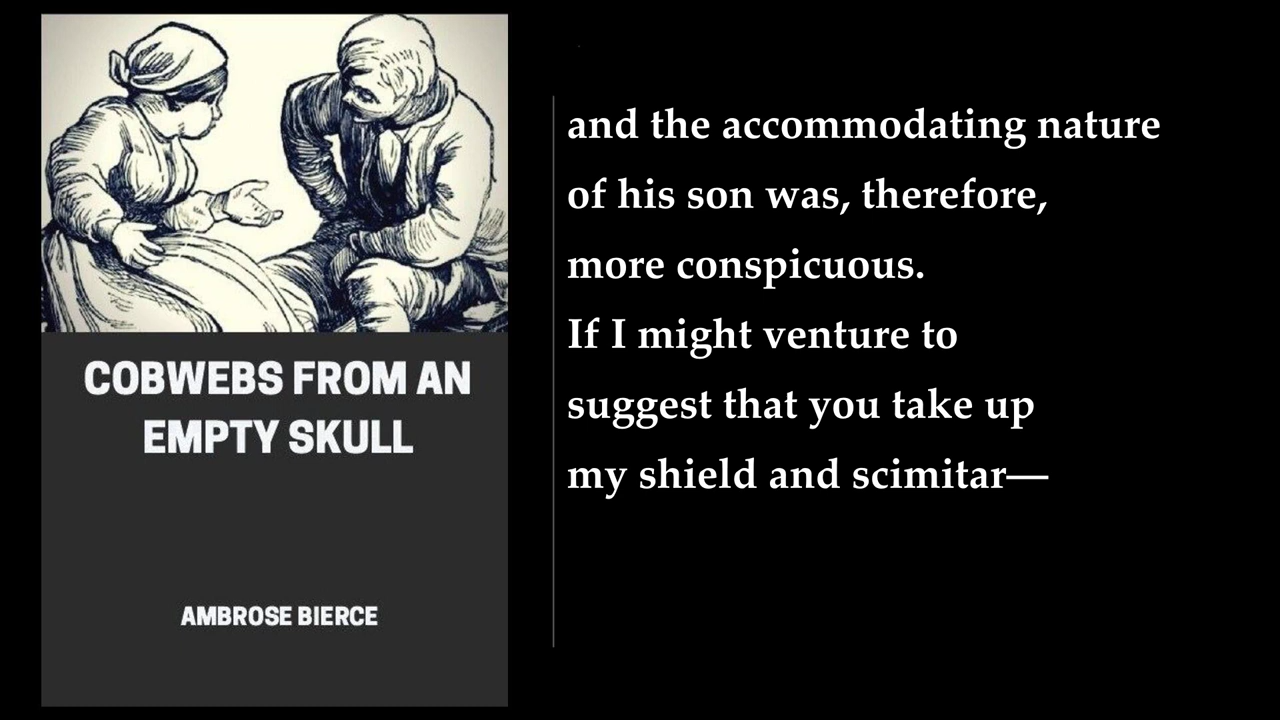 COBWEBS FROM AN
EMPTY SKULL
AMBROSE BIERCE
and the accommodating nature
of his son was, therefore,
more conspicuous.
If I might venture to
suggest that you take up
my shield and scimitar—